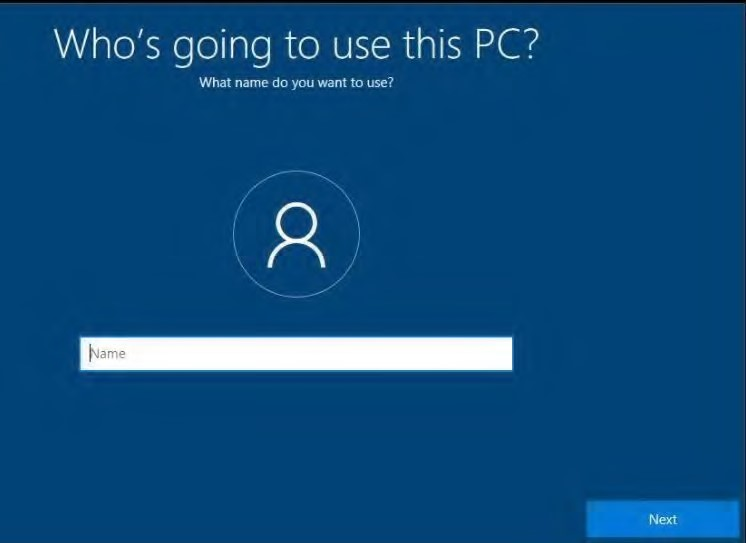 Who's going to use this PC?
What name do you want to use?
Name
Next